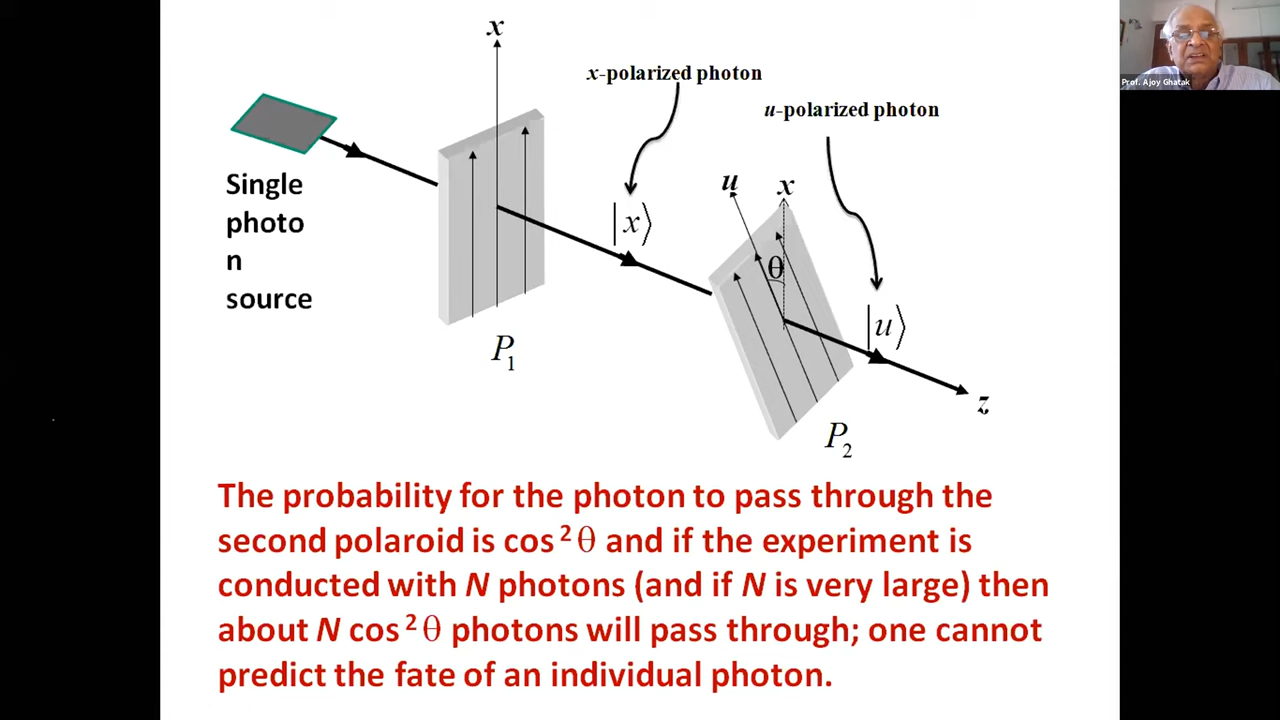 x
x-polarized photon
Prof. Ajoy Ghatak
u-polarized photon
Single
photo
n
source
|x⟩
u
x
θ
|u⟩
P₁
z
P₂
The probability for the photon to pass through the
second polaroid is cos² θ and if the experiment is
conducted with N photons (and if N is very large) then
about N cos² θ photons will pass through; one cannot
predict the fate of an individual photon.